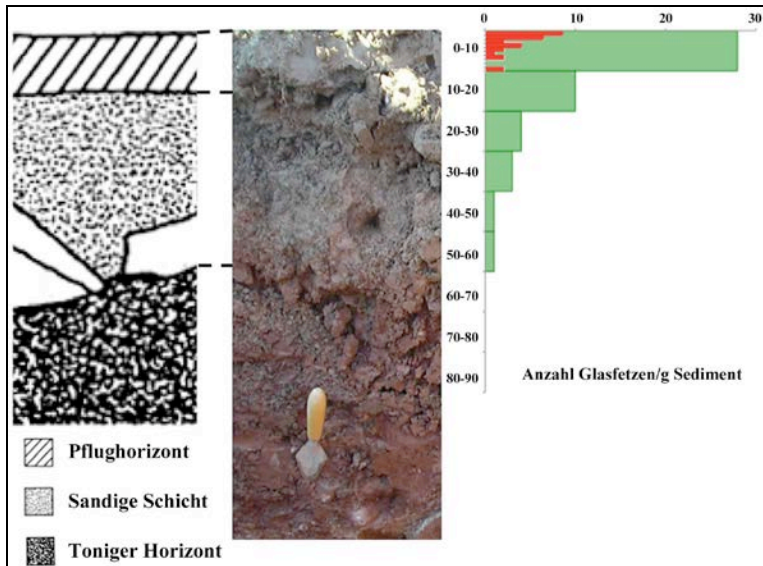 0 10 20 30
0-10
10-20
20-30
30-40
40-50
50-60
60-70
70-80
80-90
Anzahl Glasfetzen/g Sediment
Pflughorizont
Sandige Schicht
Toniger Horizont